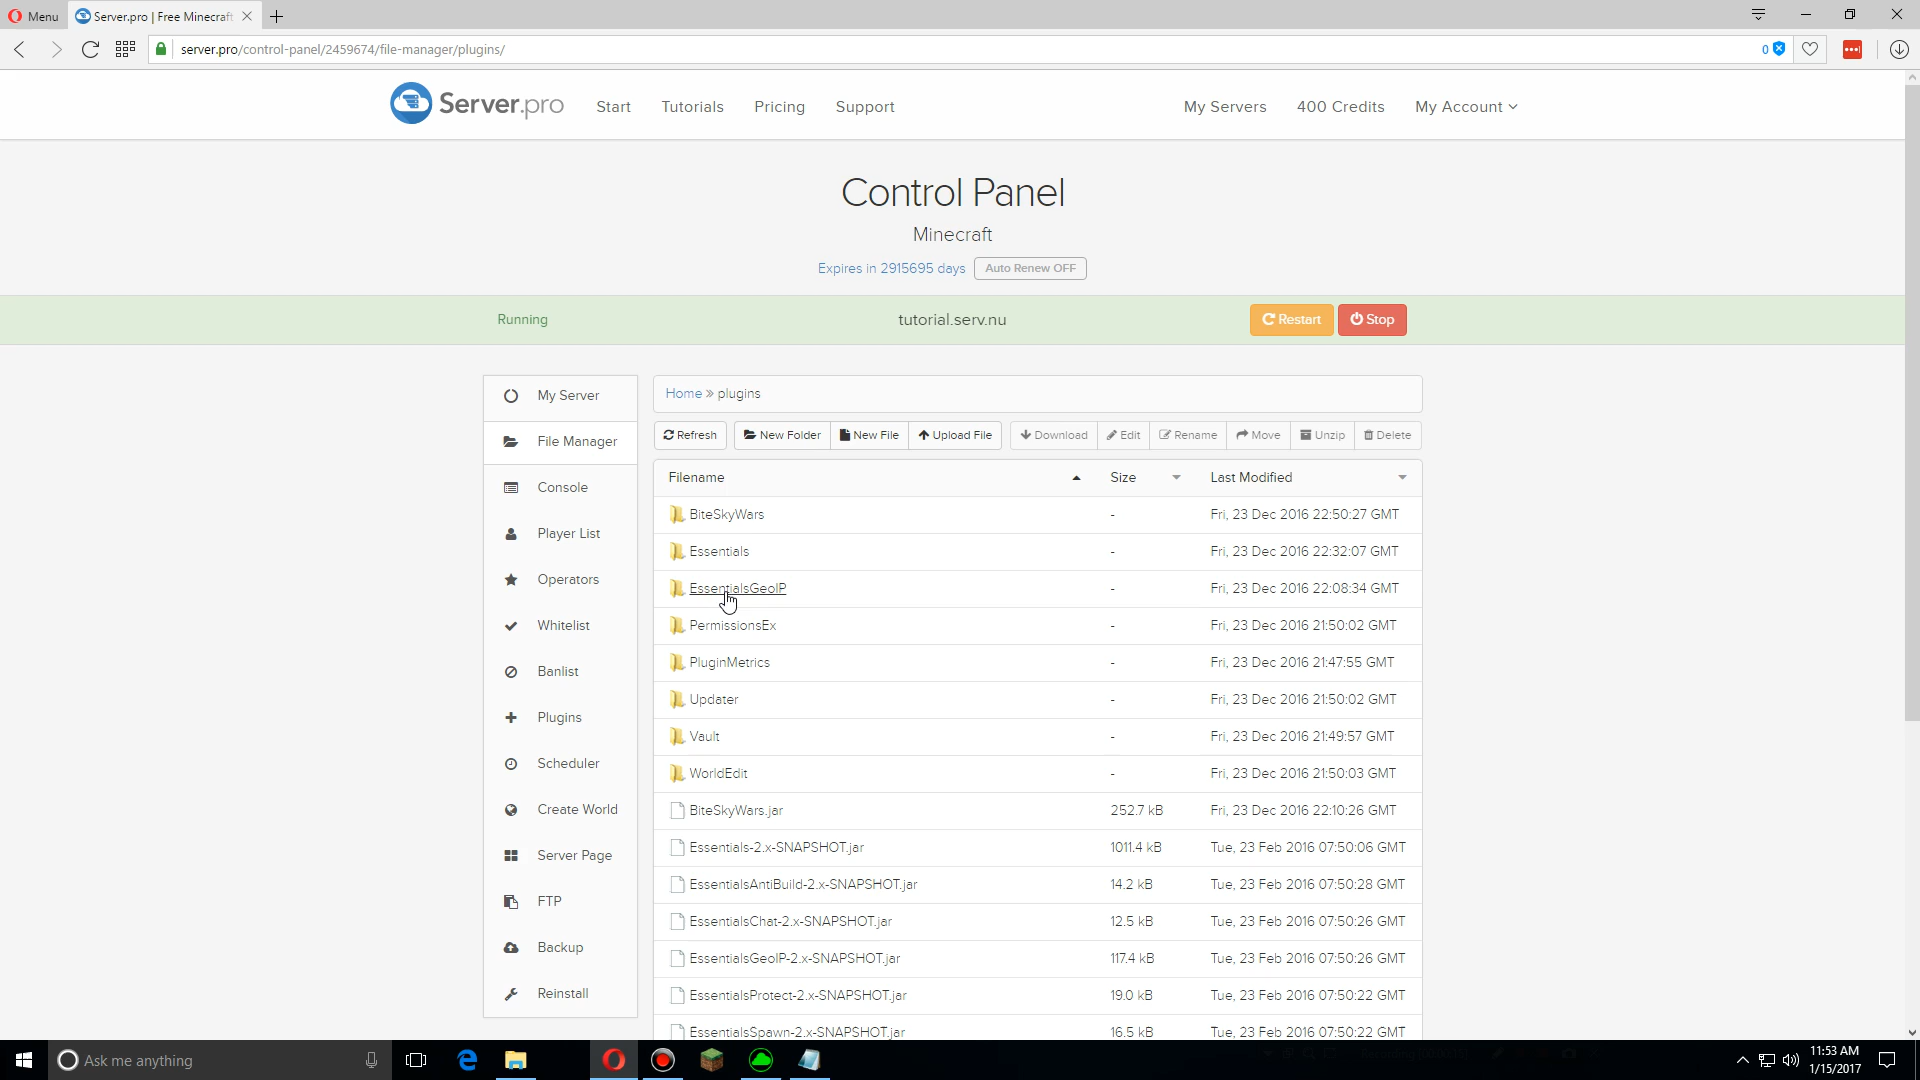 Menu
Server.pro | Free Minecraft
server.pro/control-panel/2459674/file-manager/plugins/
0
Server.pro
Start
Tutorials
Pricing
Support
My Servers
400 Credits
My Account
Control Panel
Minecraft
Expires in 2915695 days
Auto Renew OFF
Running
tutorial.serv.nu
Restart
Stop
My Server
File Manager
Console
Player List
Operators
Whitelist
Banlist
Plugins
Scheduler
Create World
Server Page
FTP
Backup
Reinstall
Home » plugins
Refresh
New Folder
New File
Upload File
Download
Edit
Rename
Move
Unzip
Delete
Filename Size Last Modified
BiteSkyWars - Fri, 23 Dec 2016 22:50:27 GMT
Essentials - Fri, 23 Dec 2016 22:32:07 GMT
EssentialsGeoIP - Fri, 23 Dec 2016 22:08:34 GMT
PermissionsEx - Fri, 23 Dec 2016 21:50:02 GMT
PluginMetrics - Fri, 23 Dec 2016 21:47:55 GMT
Updater - Fri, 23 Dec 2016 21:50:02 GMT
Vault - Fri, 23 Dec 2016 21:49:57 GMT
WorldEdit - Fri, 23 Dec 2016 21:50:03 GMT
BiteSkyWars.jar 252.7 kB Fri, 23 Dec 2016 22:10:26 GMT
Essentials-2.x-SNAPSHOT.jar 1011.4 kB Tue, 23 Feb 2016 07:50:06 GMT
EssentialsAntiBuild-2.x-SNAPSHOT.jar 14.2 kB Tue, 23 Feb 2016 07:50:28 GMT
EssentialsChat-2.x-SNAPSHOT.jar 12.5 kB Tue, 23 Feb 2016 07:50:26 GMT
EssentialsGeoIP-2.x-SNAPSHOT.jar 117.4 kB Tue, 23 Feb 2016 07:50:26 GMT
EssentialsProtect-2.x-SNAPSHOT.jar 19.0 kB Tue, 23 Feb 2016 07:50:22 GMT
EssentialsSpawn-2.x-SNAPSHOT.jar 16.5 kB Tue, 23 Feb 2016 07:50:22 GMT
Ask me anything
11:53 AM
1/15/2017